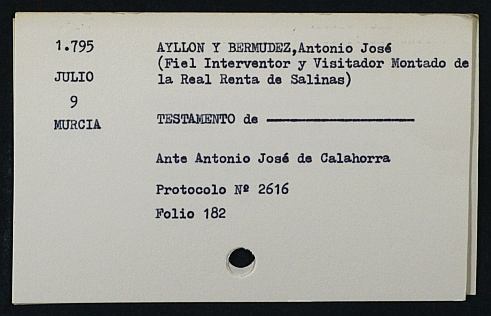 1.795
JULIO
9
MURCIA
AYLLON Y BERMUDEZ,Antonio José
(Fiel Interventor y Visitador Montado de
la Real Renta de Salinas)
TESTAMENTO de ————————
Ante Antonio José de Calahorra
Protocolo Nº 2616
Folio 182